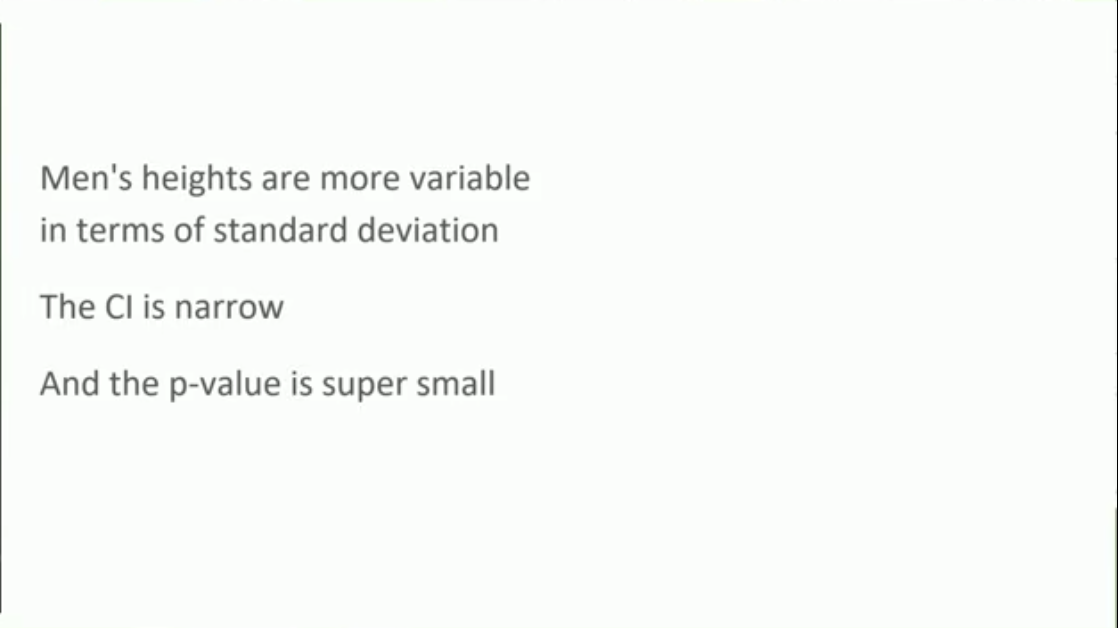 Men's heights are more variable
in terms of standard deviation
The CI is narrow
And the p-value is super small